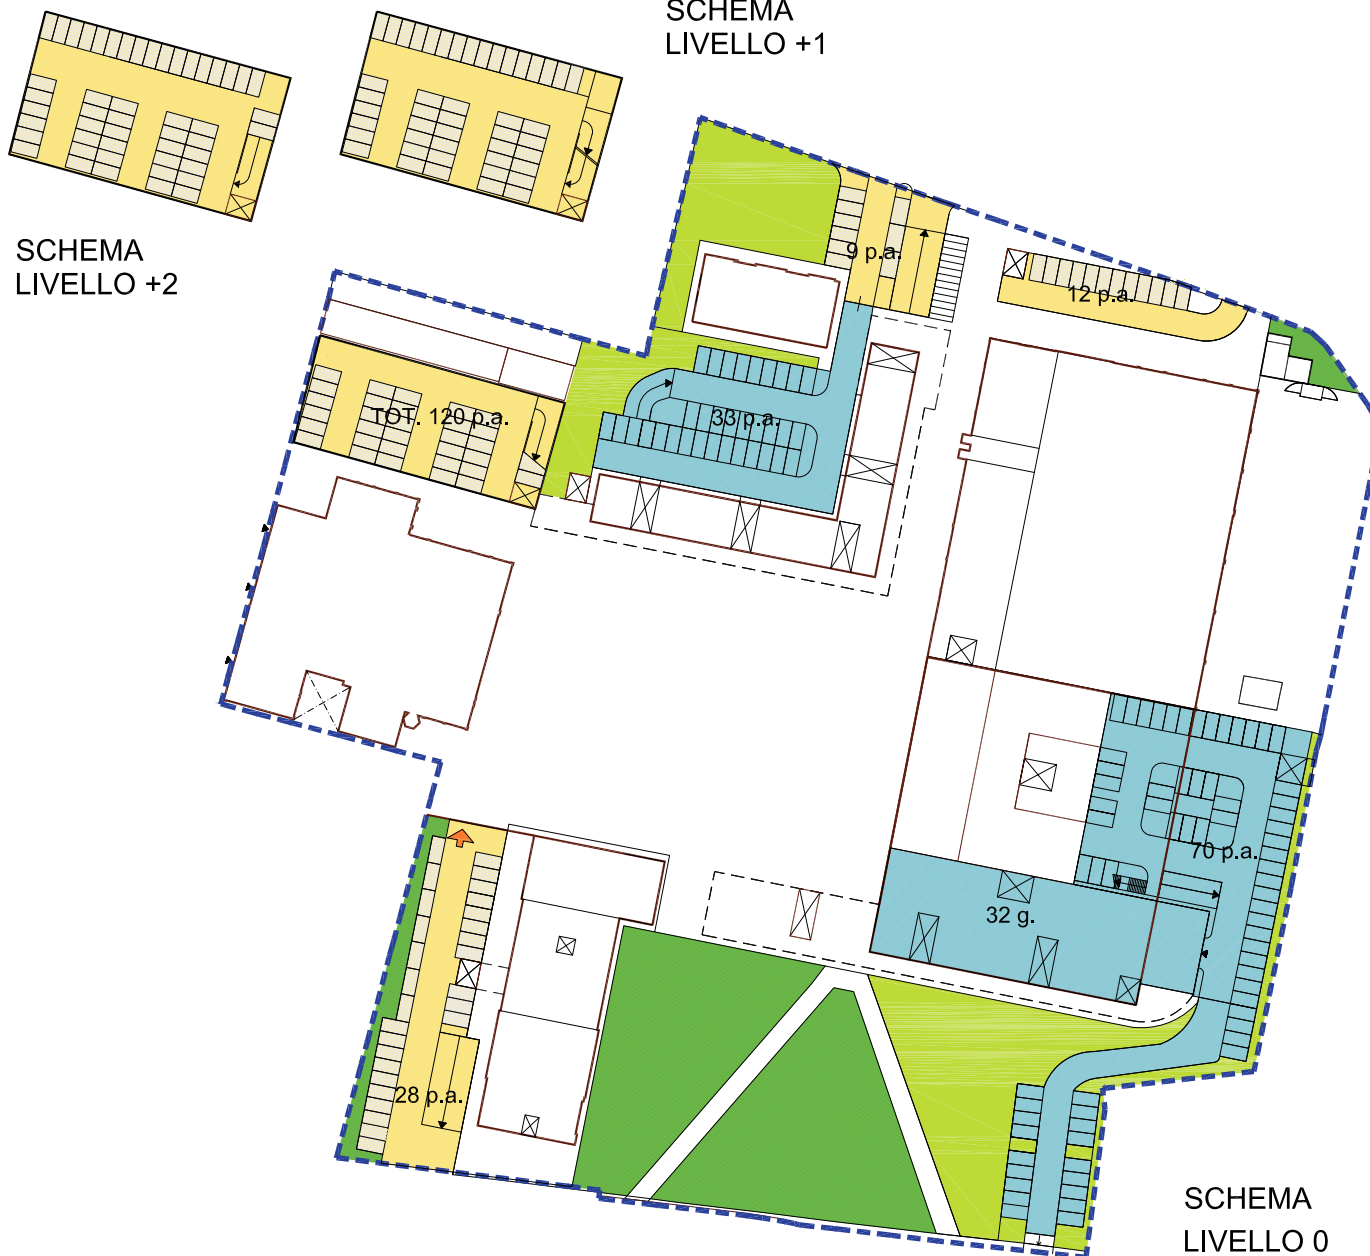 SCHEMA
LIVELLO +1
SCHEMA
LIVELLO +2
9 p.a.
12 p.a.
TOT. 120 p.a.
33 p.a.
70 p.a.
32 g.
28 p.a.
SCHEMA
LIVELLO 0